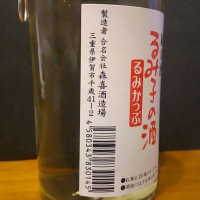 るみ子の酒
るみかっぷ
製造者 合名会社 森喜酒造場
三重県伊賀市千歳41-2
4580343830145